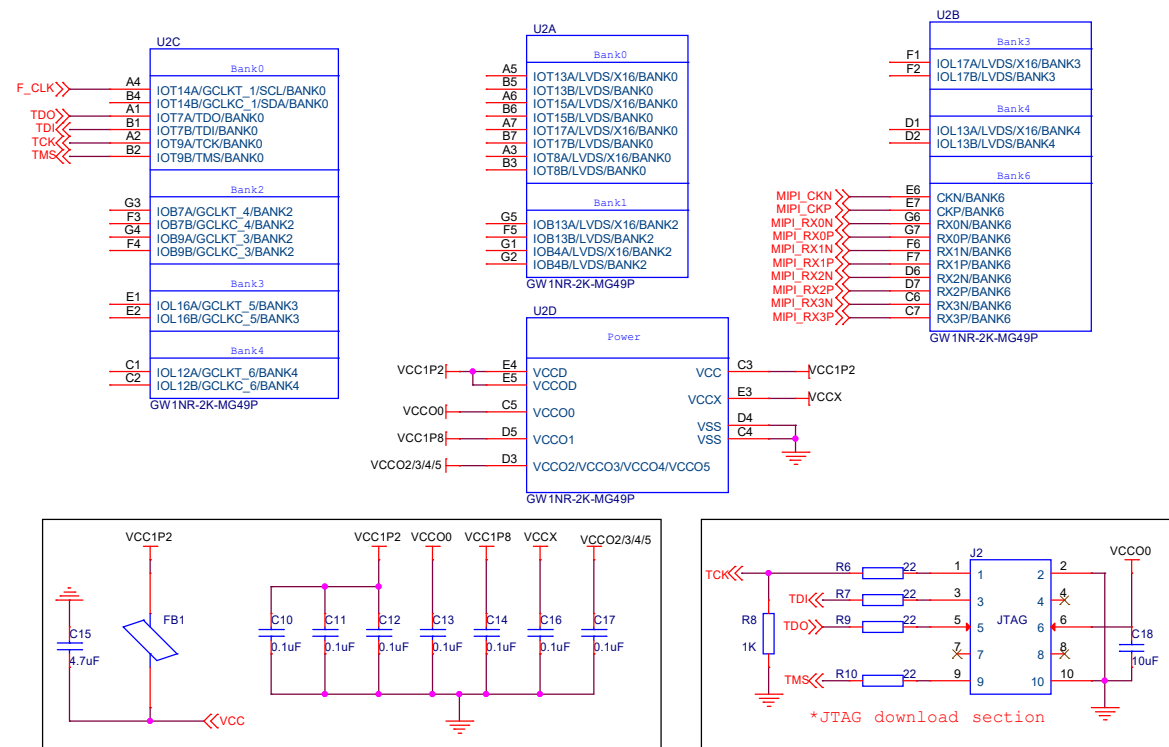 U2C
Bank0
F_CLK A4 IOT14A/GCLKT_1/SCL/BANK0
B4 IOT14B/GCLKC_1/SDA/BANK0
TDO A1 IOT7A/TDO/BANK0
TDI B1 IOT7B/TDI/BANK0
TCK A2 IOT9A/TCK/BANK0
TMS B2 IOT9B/TMS/BANK0
Bank2
G3 IOB7A/GCLKT_4/BANK2
F3 IOB7B/GCLKC_4/BANK2
G4 IOB9A/GCLKT_3/BANK2
F4 IOB9B/GCLKC_3/BANK2
Bank3
E1 IOL16A/GCLKT_5/BANK3
E2 IOL16B/GCLKC_5/BANK3
Bank4
C1 IOL12A/GCLKT_6/BANK4
C2 IOL12B/GCLKC_6/BANK4
GW1NR-2K-MG49P
U2A
Bank0
A5 IOT13A/LVDS/X16/BANK0
B5 IOT13B/LVDS/BANK0
A6 IOT15A/LVDS/X16/BANK0
B6 IOT15B/LVDS/BANK0
A7 IOT17A/LVDS/X16/BANK0
B7 IOT17B/LVDS/BANK0
A3 IOT8A/LVDS/X16/BANK0
B3 IOT8B/LVDS/BANK0
Bank1
G5 IOB13A/LVDS/X16/BANK2
F5 IOB13B/LVDS/BANK2
G1 IOB4A/LVDS/X16/BANK2
G2 IOB4B/LVDS/BANK2
GW1NR-2K-MG49P
U2B
Bank3
F1 IOL17A/LVDS/X16/BANK3
F2 IOL17B/LVDS/BANK3
Bank4
D1 IOL13A/LVDS/X16/BANK4
D2 IOL13B/LVDS/BANK4
Bank6
MIPI_CKN E6 CKN/BANK6
MIPI_CKP E7 CKP/BANK6
MIPI_RX0N G6 RX0N/BANK6
MIPI_RX0P G7 RX0P/BANK6
MIPI_RX1N F6 RX1N/BANK6
MIPI_RX1P F7 RX1P/BANK6
MIPI_RX2N D6 RX2N/BANK6
MIPI_RX2P D7 RX2P/BANK6
MIPI_RX3N C6 RX3N/BANK6
MIPI_RX3P C7 RX3P/BANK6
GW1NR-2K-MG49P
U2D
Power
VCC1P2 E4 VCCD VCC C3 VCC1P2
E5 VCCOD
VCCX E3 VCCX
VCCO0 C5 VCCO0
VSS D4
VCC1P8 D5 VCCO1 VSS C4
VCCO2/3/4/5 D3 VCCO2/VCCO3/VCCO4/VCCO5
GW1NR-2K-MG49P
VCC1P2
FB1
C15
4.7uF
VCC
VCC1P2 VCCO0 VCC1P8 VCCX VCCO2/3/4/5
C10 C11 C12 C13 C14 C16 C17
0.1uF 0.1uF 0.1uF 0.1uF 0.1uF 0.1uF 0.1uF
J2
VCCO0
TCK R6 22 1 1 2 2
TDI R7 22 3 3 4 4
R8 TDO R9 22 5 5 JTAG 6 6
C18
1K 7 7 8 8
10uF
TMS R10 22 9 9 10 10
*JTAG download section